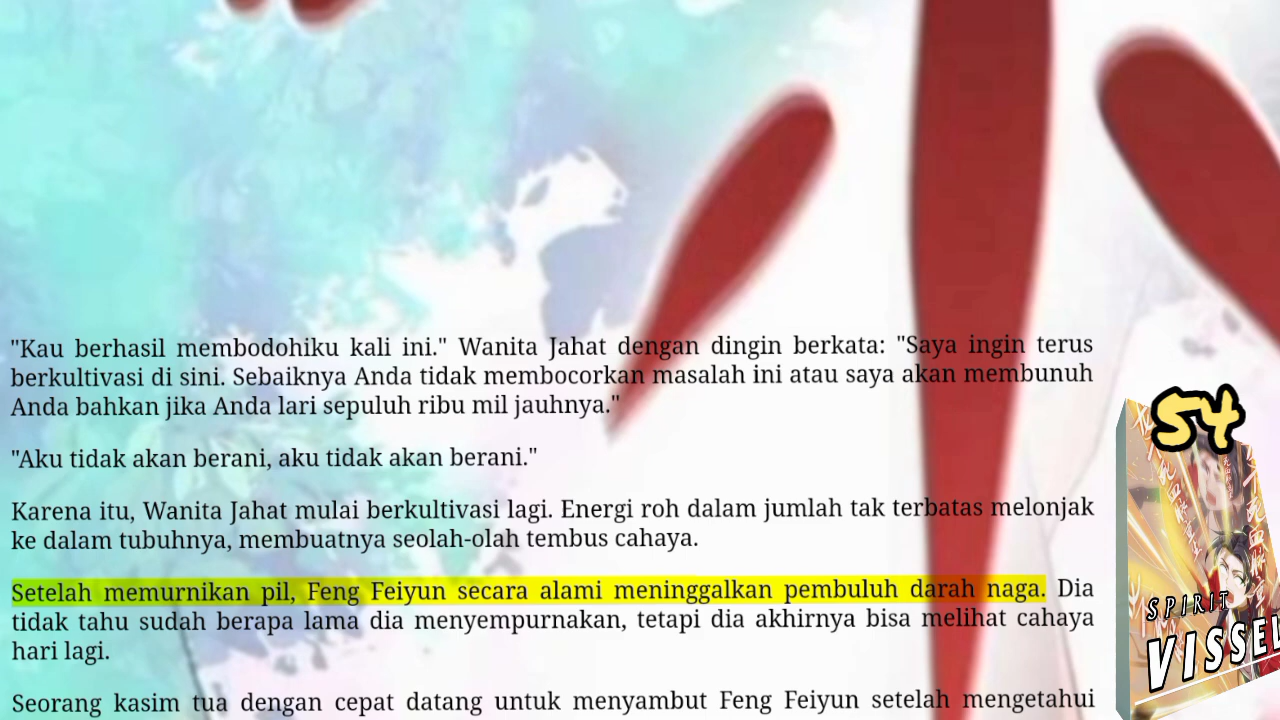 "Kau berhasil membodohiku kali ini." Wanita Jahat dengan dingin berkata: "Saya ingin terus
berkultivasi di sini. Sebaiknya Anda tidak membocorkan masalah ini atau saya akan membunuh
Anda bahkan jika Anda lari sepuluh ribu mil jauhnya."
"Aku tidak akan berani, aku tidak akan berani."
Karena itu, Wanita Jahat mulai berkultivasi lagi. Energi roh dalam jumlah tak terbatas melonjak
ke dalam tubuhnya, membuatnya seolah-olah tembus cahaya.
Setelah memurnikan pil, Feng Feiyun secara alami meninggalkan pembuluh darah naga. Dia
tidak tahu sudah berapa lama dia menyempurnakan, tetapi dia akhirnya bisa melihat cahaya
hari lagi.
Seorang kasim tua dengan cepat datang untuk menyambut Feng Feiyun setelah mengetahui
54
SPIRIT
VISSEL